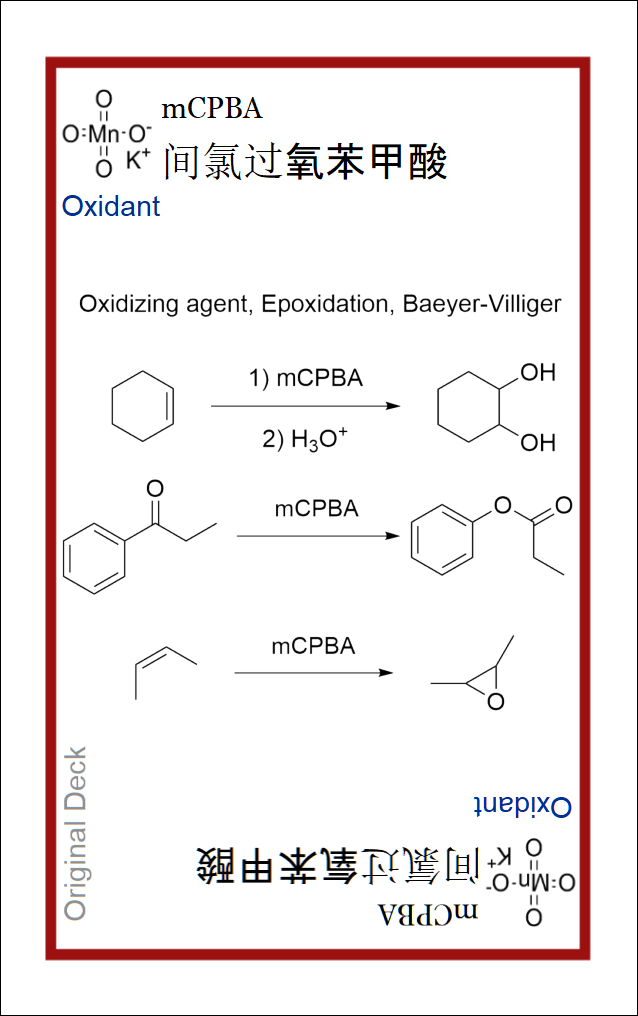 O
O=Mn-O-
O K+
mCPBA
间氯过氧苯甲酸
Oxidant
Oxidizing agent, Epoxidation, Baeyer-Villiger
1) mCPBA
2) H₃O⁺
OH
OH
O
mCPBA
O
O
mCPBA
O
Original Deck
Oxidant
间氯过氧苯甲酸
mCPBA
O
O=Mn-O-
O K+